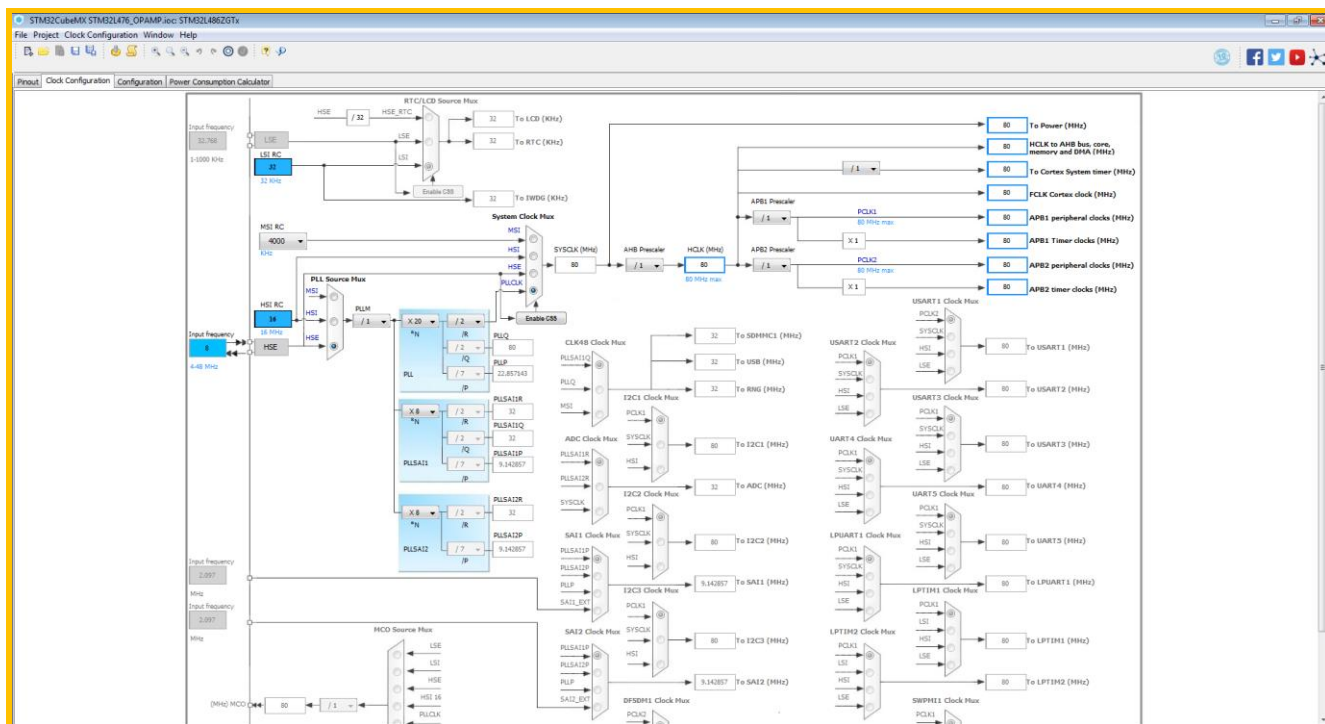 STM32CubeMX STM32L476_OPAMP.ioc: STM32L486ZGTx
File Project Clock Configuration Window Help
Pinout Clock Configuration Configuration Power Consumption Calculator
RTC/LCD Source Mux
HSE / 32 HSE_RTC 32 To LCD (KHz)
Input frequency
32.768 LSE LSE 32 To RTC (KHz)
1-1000 KHz
LSI RC LSI
32
32 KHz Enable CSS 32 To IWDG (KHz)
80 To Power (MHz)
80 HCLK to AHB bus, core,
memory and DMA (MHz)
/ 1 80 To Cortex System timer (MHz)
80 FCLK Cortex clock (MHz)
System Clock Mux
MSI RC MSI
4000
KHz HSI
HSE
PLLCLK
Enable CSS
SYSCLK (MHz) AHB Prescaler HCLK (MHz)
80 / 1 80
80 MHz max
APB1 Prescaler PCLK1
/ 1 80 MHz max 80 APB1 peripheral clocks (MHz)
X 1 80 APB1 Timer clocks (MHz)
APB2 Prescaler PCLK2
/ 1 80 MHz max 80 APB2 peripheral clocks (MHz)
X 1 80 APB2 timer clocks (MHz)
PLL Source Mux
MSI
HSI RC HSI PLLM
16 / 1
16 MHz
Input frequency HSE
8 HSE
4-48 MHz
X 20 / 2
*N /R PLLQ
/ 2 80
/Q PLLP
PLL / 7 22.857143
/P
PLLSAI1R
X 8 / 2 32
*N /R PLLSAI1Q
/ 2 32
/Q PLLSAI1P
PLLSAI1 / 7 9.142857
/P
PLLSAI2R
X 8 / 2 32
*N /R PLLSAI2P
PLLSAI2 / 7 9.142857
/P
Input frequency
2.097
MHz
Input frequency
2.097
MHz
MCO Source Mux
LSE
LSI
HSE
HSI 16
PLLCLK
(MHz) MCO 80 / 1
CLK48 Clock Mux
PLLSAI1Q
PLLQ
MSI
32 To SDMMC1 (MHz)
32 To USB (MHz)
32 To RNG (MHz)
I2C1 Clock Mux
PCLK1
SYSCLK
HSI
80 To I2C1 (MHz)
ADC Clock Mux
PLLSAI1R
PLLSAI2R
SYSCLK
32 To ADC (MHz)
I2C2 Clock Mux
PCLK1
SYSCLK
HSI
80 To I2C2 (MHz)
SAI1 Clock Mux
PLLSAI1P
PLLSAI2P
PLLP
SAI1_EXT
9.142857 To SAI1 (MHz)
I2C3 Clock Mux
PCLK1
SYSCLK
HSI
80 To I2C3 (MHz)
SAI2 Clock Mux
PLLSAI1P
PLLSAI2P
PLLP
SAI2_EXT
9.142857 To SAI2 (MHz)
DFSDM1 Clock Mux
PCLK2
USART1 Clock Mux
PCLK2
SYSCLK
HSI
LSE
80 To USART1 (MHz)
USART2 Clock Mux
PCLK1
SYSCLK
HSI
LSE
80 To USART2 (MHz)
USART3 Clock Mux
PCLK1
SYSCLK
HSI
LSE
80 To USART3 (MHz)
UART4 Clock Mux
PCLK1
SYSCLK
HSI
LSE
80 To UART4 (MHz)
UART5 Clock Mux
PCLK1
SYSCLK
HSI
LSE
80 To UART5 (MHz)
LPUART1 Clock Mux
PCLK1
SYSCLK
HSI
LSE
80 To LPUART1 (MHz)
LPTIM1 Clock Mux
PCLK1
LSI
HSI
LSE
80 To LPTIM1 (MHz)
LPTIM2 Clock Mux
PCLK1
LSI
HSI
LSE
80 To LPTIM2 (MHz)
SWPMI1 Clock Mux
PCLK1